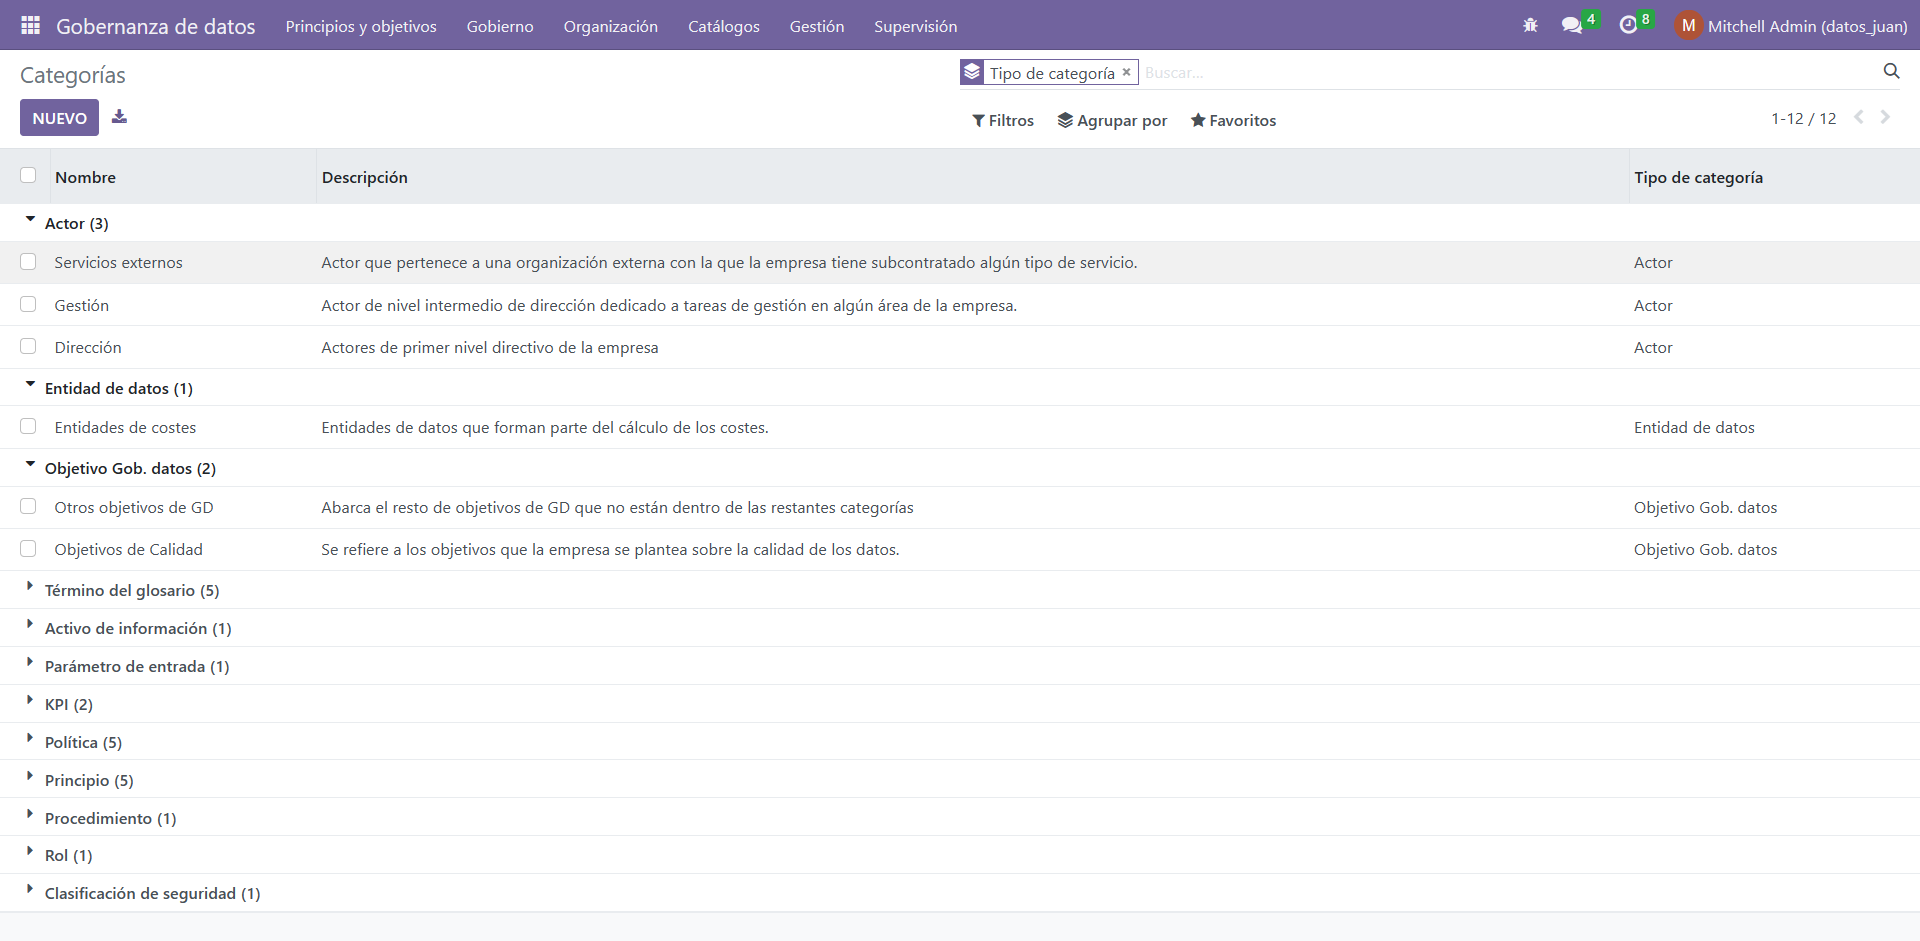 Gobernanza de datos Principios y objetivos Gobierno Organización Catálogos Gestión Supervisión 4 8 M Mitchell Admin (datos_juan)
Categorías Tipo de categoría × Buscar...
NUEVO Filtros Agrupar por Favoritos 1-12 / 12
Nombre Descripción Tipo de categoría
Actor (3)
Servicios externos Actor que pertenece a una organización externa con la que la empresa tiene subcontratado algún tipo de servicio. Actor
Gestión Actor de nivel intermedio de dirección dedicado a tareas de gestión en algún área de la empresa. Actor
Dirección Actores de primer nivel directivo de la empresa Actor
Entidad de datos (1)
Entidades de costes Entidades de datos que forman parte del cálculo de los costes. Entidad de datos
Objetivo Gob. datos (2)
Otros objetivos de GD Abarca el resto de objetivos de GD que no están dentro de las restantes categorías Objetivo Gob. datos
Objetivos de Calidad Se refiere a los objetivos que la empresa se plantea sobre la calidad de los datos. Objetivo Gob. datos
Término del glosario (5)
Activo de información (1)
Parámetro de entrada (1)
KPI (2)
Política (5)
Principio (5)
Procedimiento (1)
Rol (1)
Clasificación de seguridad (1)